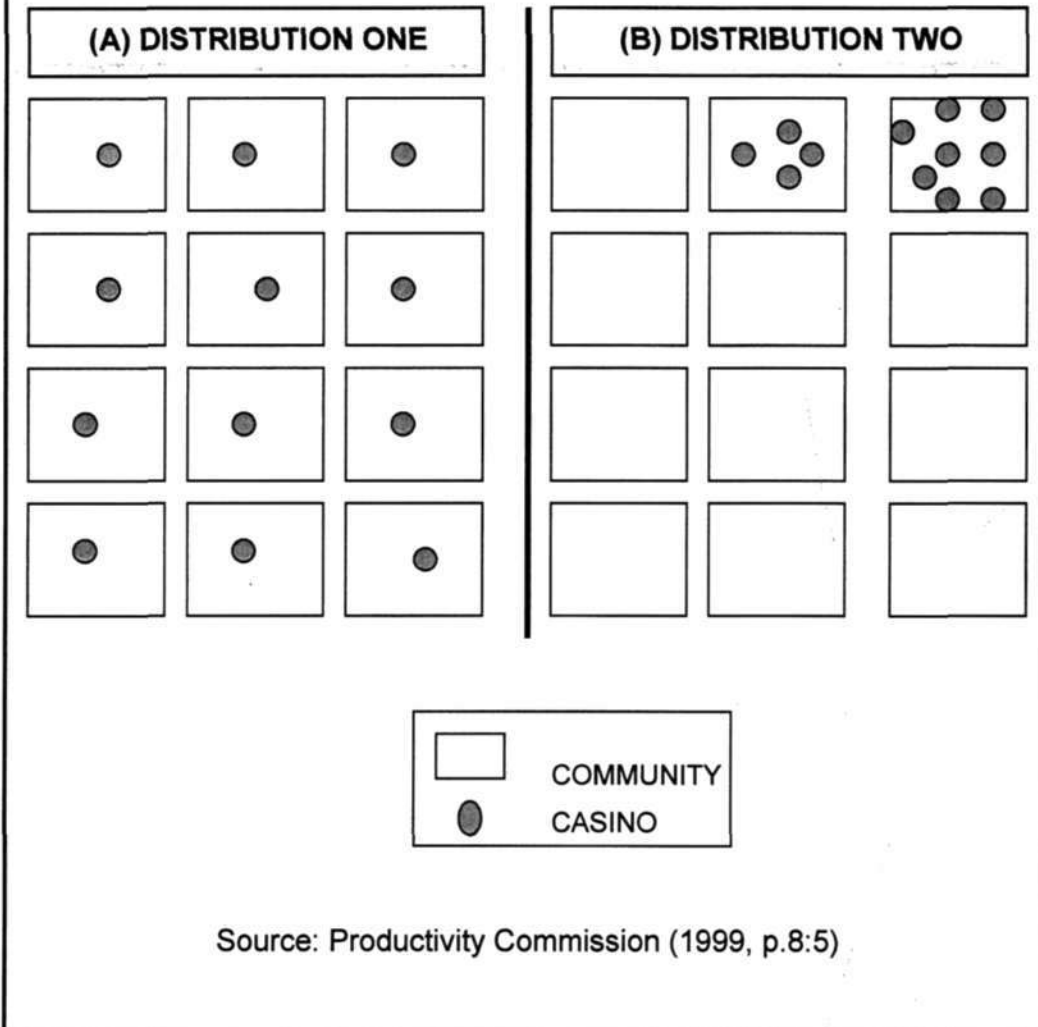 (A) DISTRIBUTION ONE
(B) DISTRIBUTION TWO
COMMUNITY
CASINO
Source: Productivity Commission (1999, p.8:5)